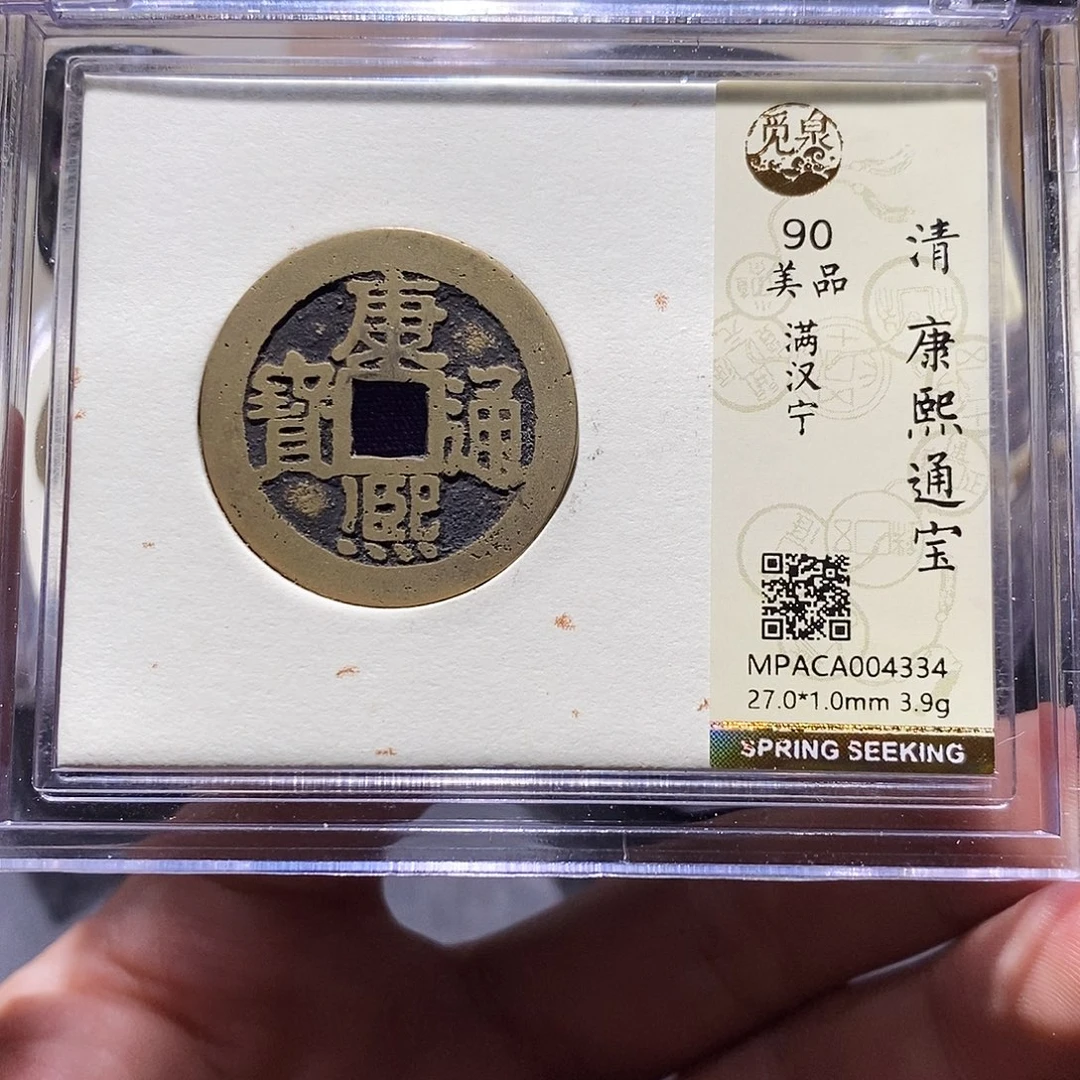 康熙通寶
觅泉
90
美品
满汉宁
清 康熙通宝
MPACA004334
27.0*1.0mm 3.9g
SPRING SEEKING